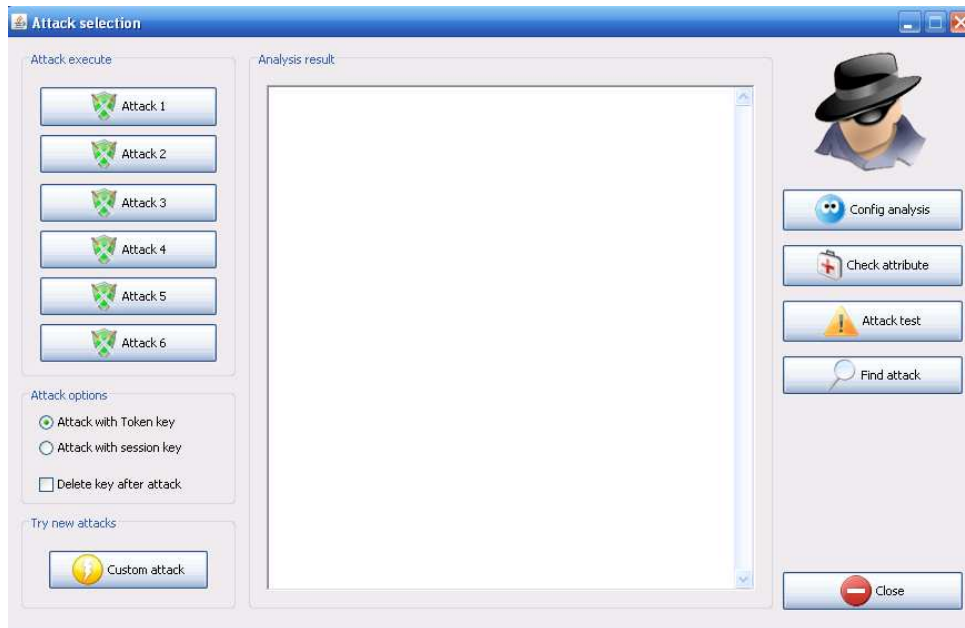 Attack selection
Attack execute
Attack 1
Attack 2
Attack 3
Attack 4
Attack 5
Attack 6
Attack options
Attack with Token key
Attack with session key
Delete key after attack
Try new attacks
Custom attack
Analysis result
Config analysis
Check attribute
Attack test
Find attack
Close